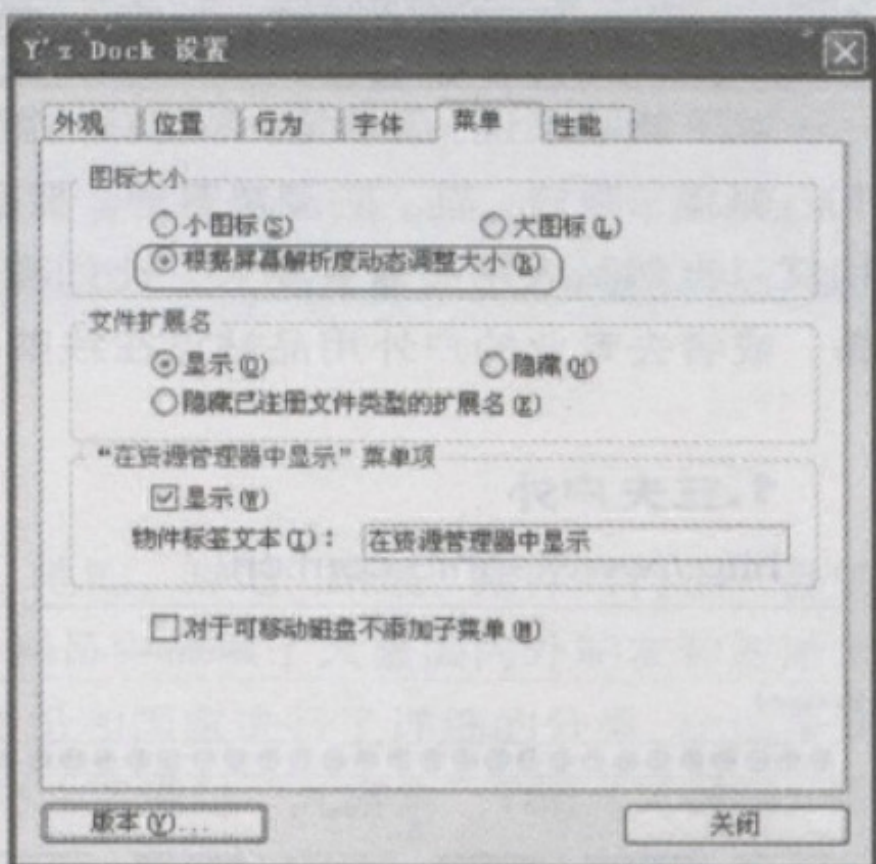 Y'z Dock 设置
外观 位置 行为 字体 菜单 性能
图标大小
小图标(S) 大图标(L)
根据屏幕解析度动态调整大小(R)
文件扩展名
显示(O) 隐藏(H)
隐藏已注册文件类型的扩展名(E)
“在资源管理器中显示”菜单项
显示(W)
物件标签文本(T)： 在资源管理器中显示
对于可移动磁盘不添加子菜单(M)
版本(V)... 关闭